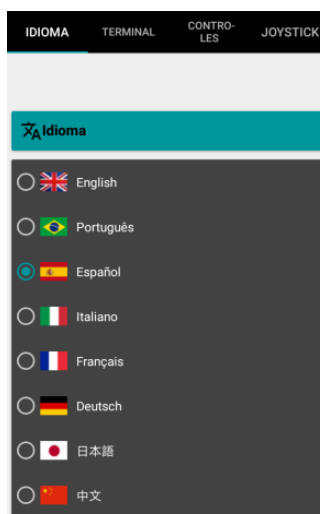 IDIOMA
TERMINAL
CONTRO-
LES
JOYSTICK
Idioma
English
Português
Español
Italiano
Français
Deutsch
日本語
中文